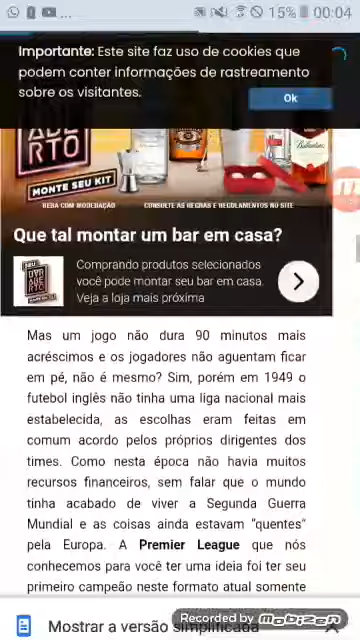 ... 15% 00:04
Importante: Este site faz uso de cookies que
podem conter informações de rastreamento
sobre os visitantes.
Ok
ABE
RTO
MONTE SEU KIT
Ballantine's
BEBA COM MODERAÇÃO
CONSULTE AS REGRAS E REGULAMENTOS NO SITE
Que tal montar um bar em casa?
BAR
ABERTO
Comprando produtos selecionados
você pode montar seu bar em casa.
Veja a loja mais próxima
Mas um jogo não dura 90 minutos mais
acréscimos e os jogadores não aguentam ficar
em pé, não é mesmo? Sim, porém em 1949 o
futebol inglês não tinha uma liga nacional mais
estabelecida, as escolhas eram feitas em
comum acordo pelos próprios dirigentes dos
times. Como nesta época não havia muitos
recursos financeiros, sem falar que o mundo
tinha acabado de viver a Segunda Guerra
Mundial e as coisas ainda estavam "quentes"
pela Europa. A Premier League que nós
conhecemos para você ter uma ideia foi ter seu
primeiro campeão neste formato atual somente
Mostrar a versão simplificada
Recorded by mobizen